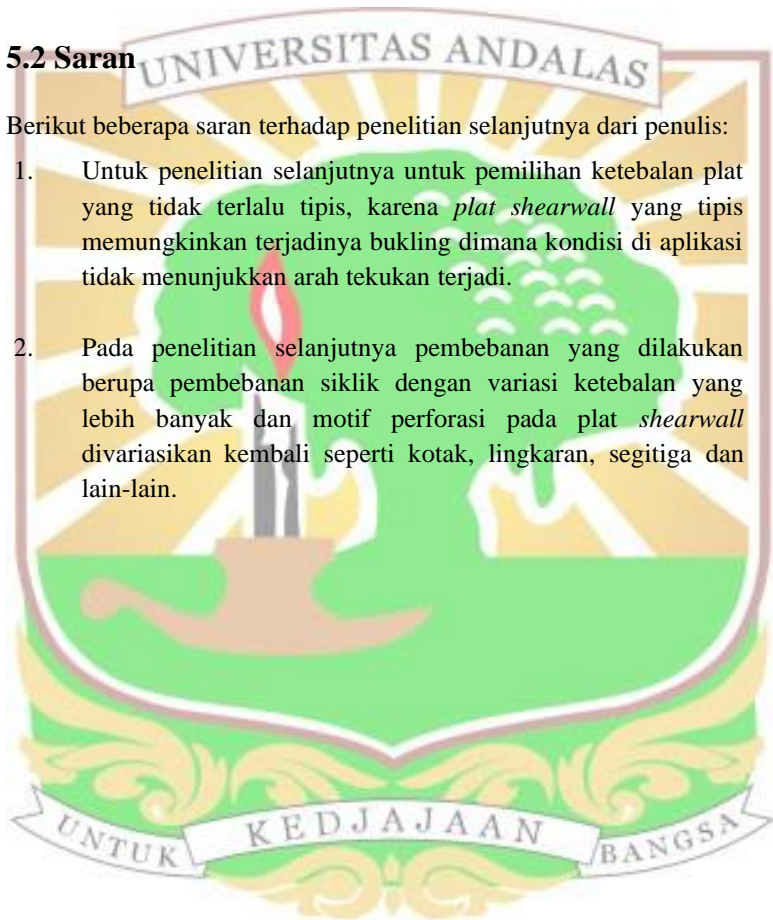 5.2 Saran
UNIVERSITAS ANDALAS
Berikut beberapa saran terhadap penelitian selanjutnya dari penulis:
1. Untuk penelitian selanjutnya untuk pemilihan ketebalan plat
yang tidak terlalu tipis, karena plat shearwall yang tipis
memungkinkan terjadinya bukling dimana kondisi di aplikasi
tidak menunjukkan arah tekukan terjadi.
2. Pada penelitian selanjutnya pembebanan yang dilakukan
berupa pembebanan siklik dengan variasi ketebalan yang
lebih banyak dan motif perforasi pada plat shearwall
divariasikan kembali seperti kotak, lingkaran, segitiga dan
lain-lain.
UNTUK KEDJAJAAN BANGSA